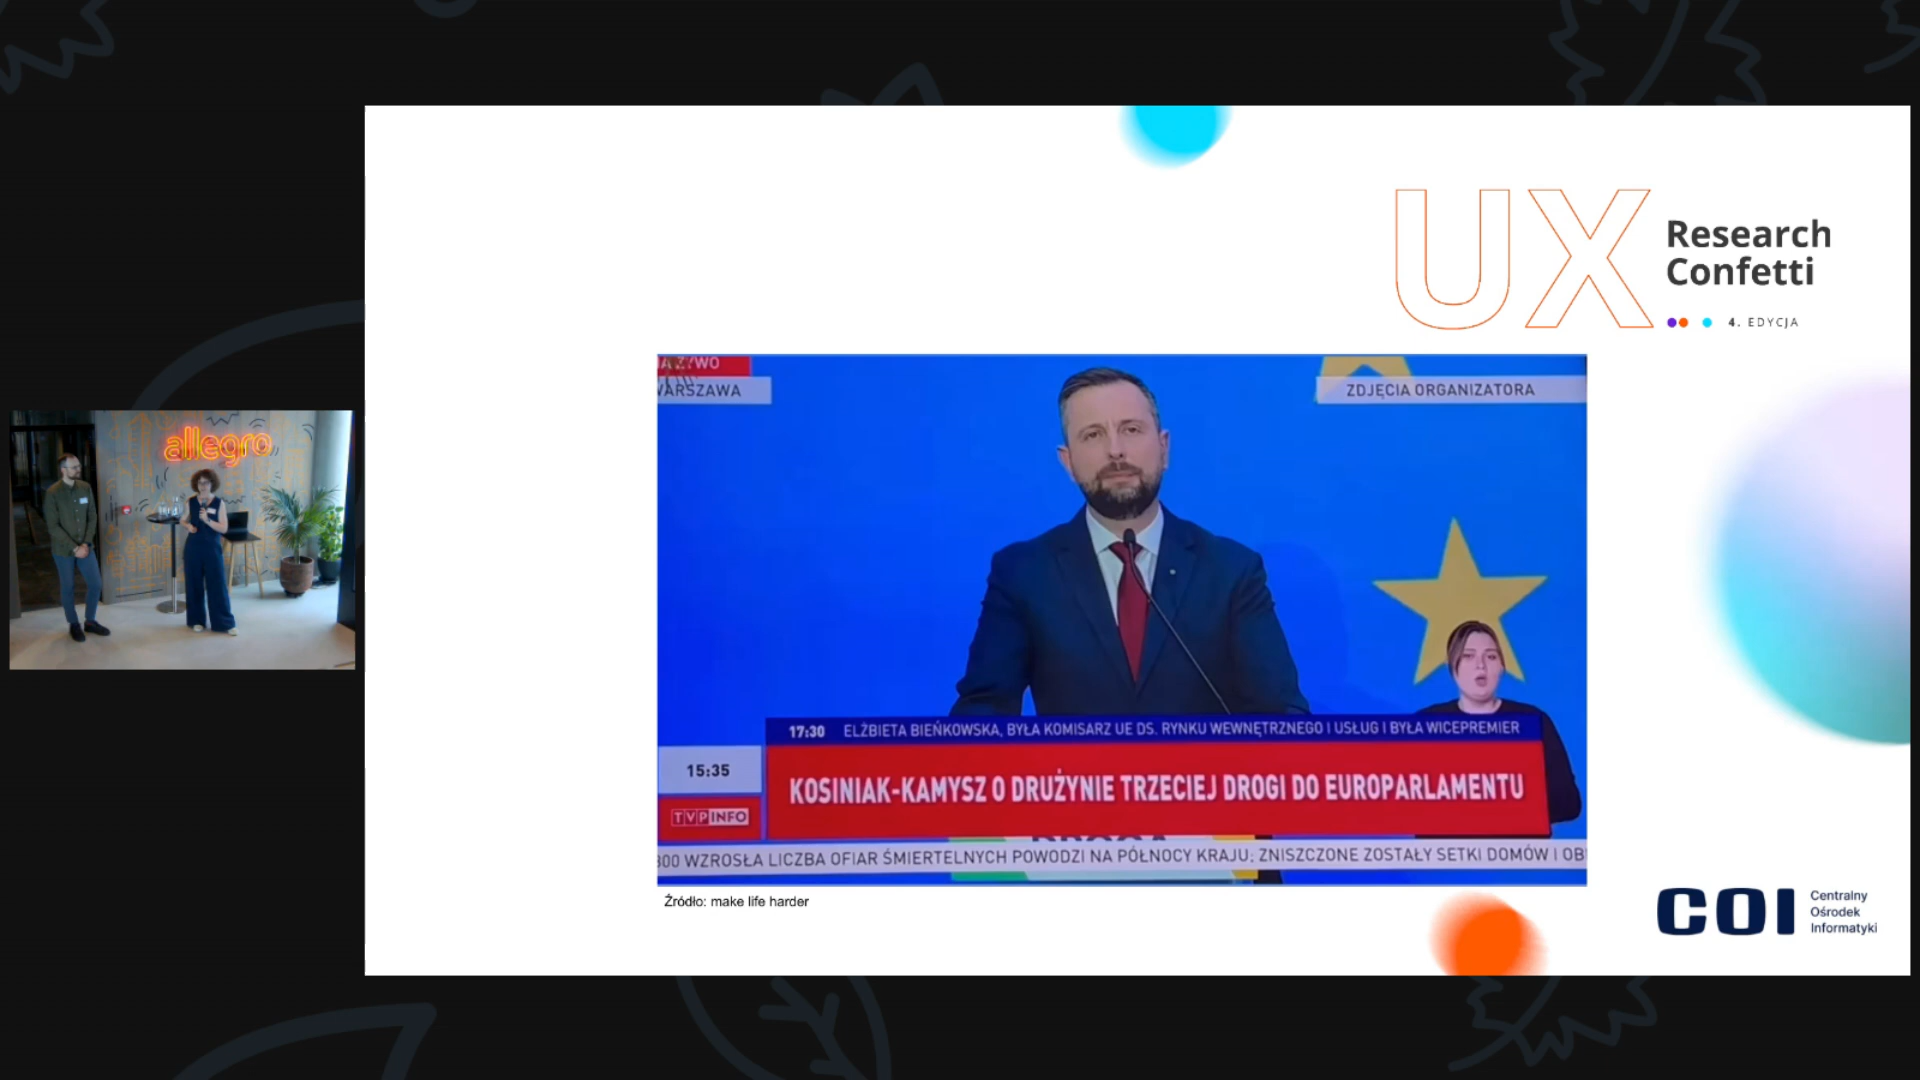 allegro
UX
Research
Confetti
4. EDYCJA
WARSZAWA
ZDJĘCIA ORGANIZATORA
17:30 ELŻBIETA BIEŃKOWSKA, BYŁA KOMISARZ UE DS. RYNKU WEWNĘTRZNEGO I USŁUG I BYŁA WICEPREMIER
15:35
KOSINIAK-KAMYSZ O DRUŻYNIE TRZECIEJ DROGI DO EUROPARLAMENTU
TVP INFO
300 WZROSŁA LICZBA OFIAR ŚMIERTELNYCH POWODZI NA PÓŁNOCY KRAJU; ZNISZCZONE ZOSTAŁY SETKI DOMÓW I OB
Źródło: make life harder
COI
Centralny
Ośrodek
Informatyki